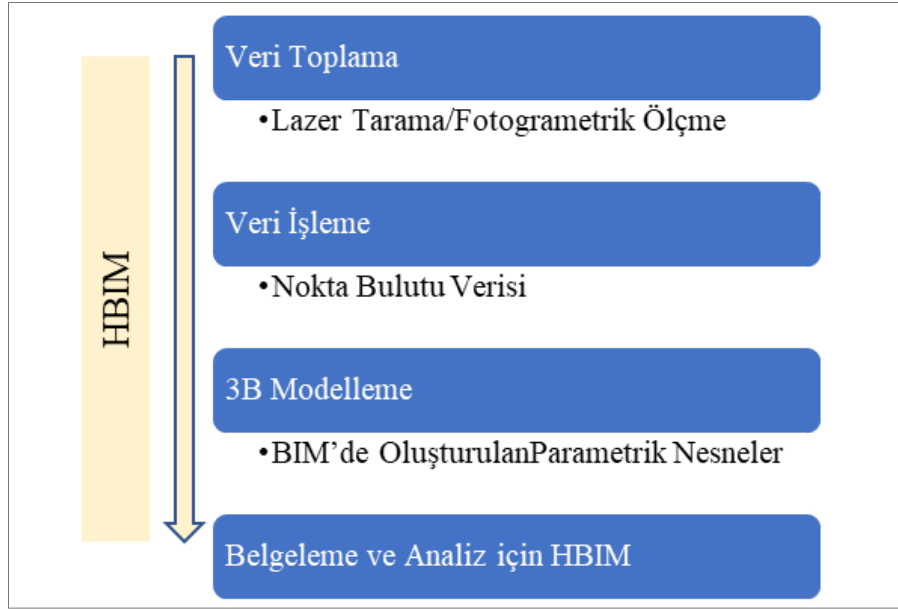 HBIM
Veri Toplama
•Lazer Tarama/Fotogrametrik Ölçme
Veri İşleme
•Nokta Bulutu Verisi
3B Modelleme
•BIM’de OluşturulanParametrik Nesneler
Belgeleme ve Analiz için HBIM